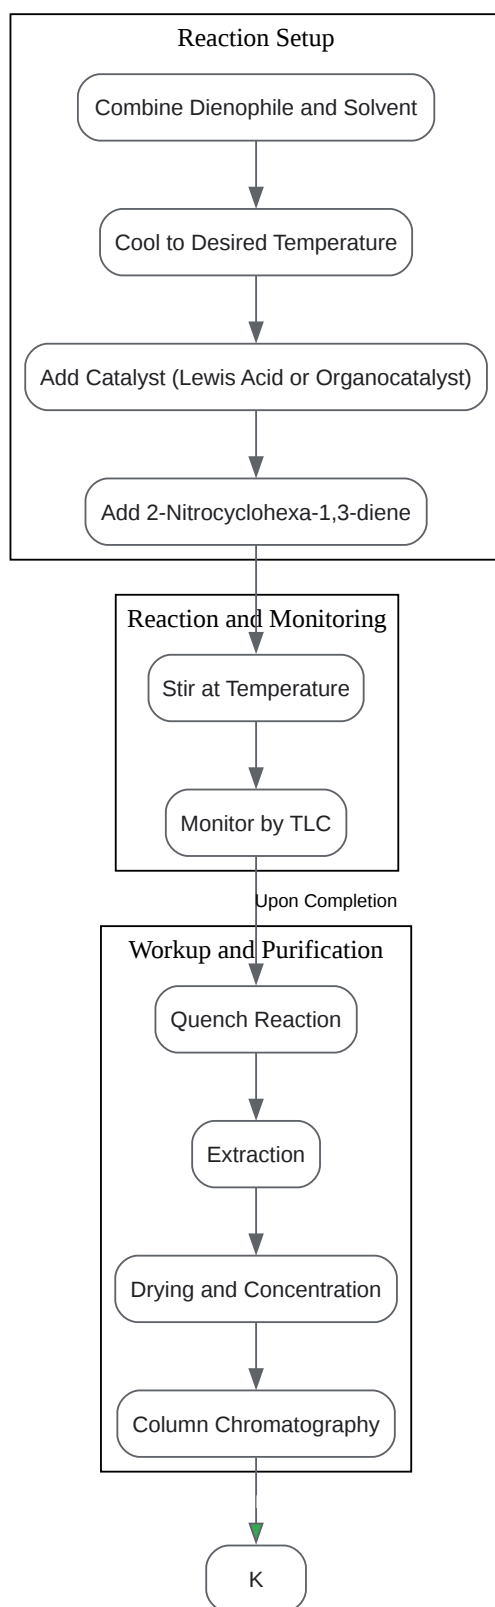 Reaction Setup
Combine Dienophile and Solvent
Cool to Desired Temperature
Add Catalyst (Lewis Acid or Organocatalyst)
Add 2-Nitrocyclohexa-1,3-diene
Reaction and Monitoring
Stir at Temperature
Monitor by TLC
Upon Completion
Workup and Purification
Quench Reaction
Extraction
Drying and Concentration
Column Chromatography
K